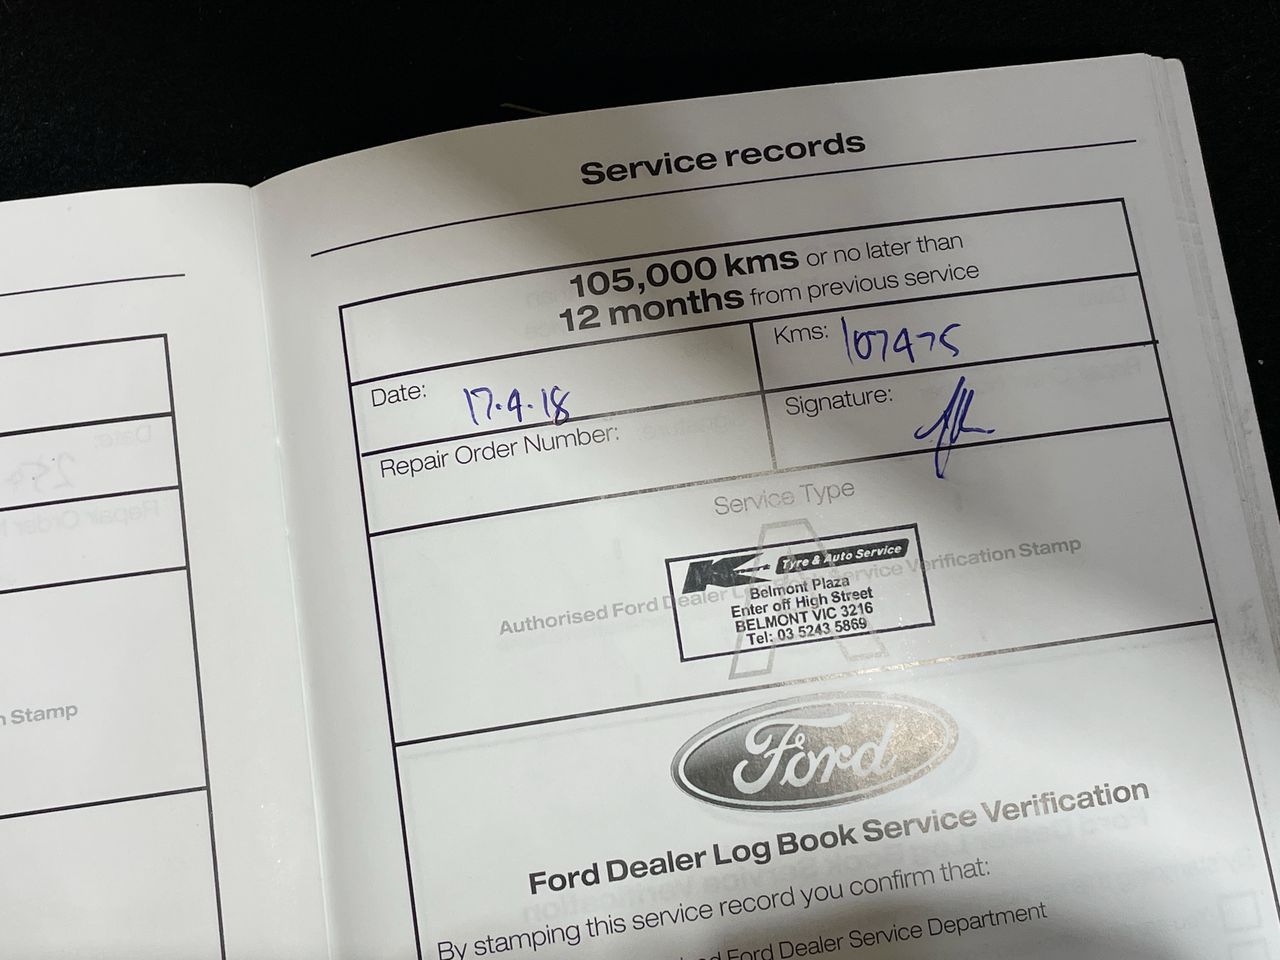 Service records
105,000 kms or no later than
12 months from previous service
Date: 17.4.18
Kms: 107475
Repair Order Number:
Signature:
Service Type
A
Authorised Ford Dealer Log Book Service Verification Stamp
K Tyre & Auto Service
Belmont Plaza
Enter off High Street
BELMONT VIC 3216
Tel: 03 5243 5869
n Stamp
Ford
Ford Dealer Log Book Service Verification
By stamping this service record you confirm that:
Ford Dealer Service Department